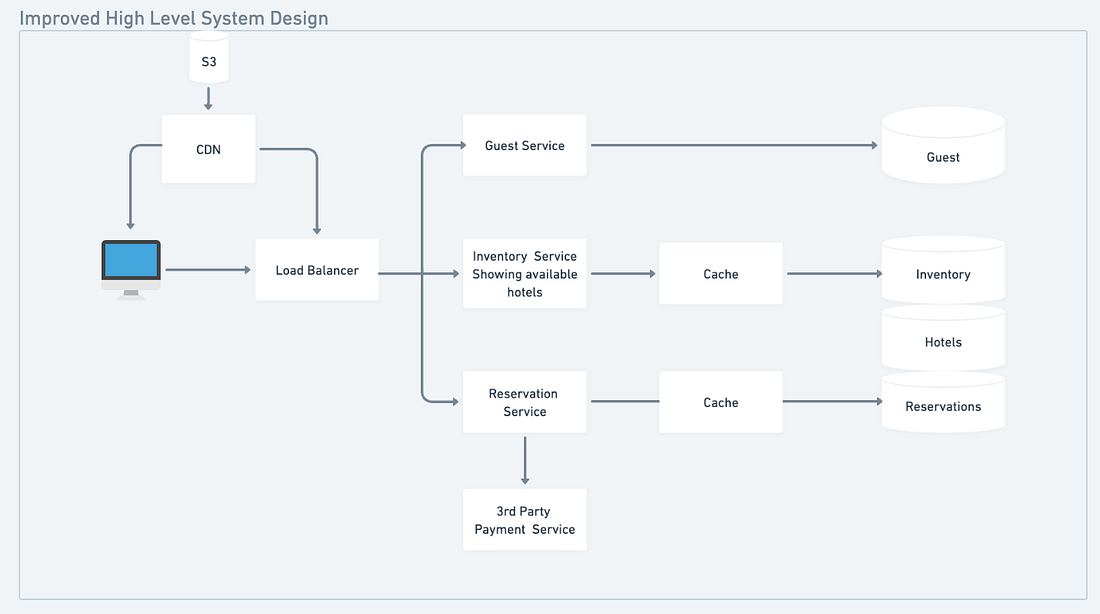 Improved High Level System Design
S3
CDN
Guest Service
Guest
Load Balancer
Inventory Service
Showing available
hotels
Cache
Inventory
Hotels
Reservation
Service
Cache
Reservations
3rd Party
Payment Service